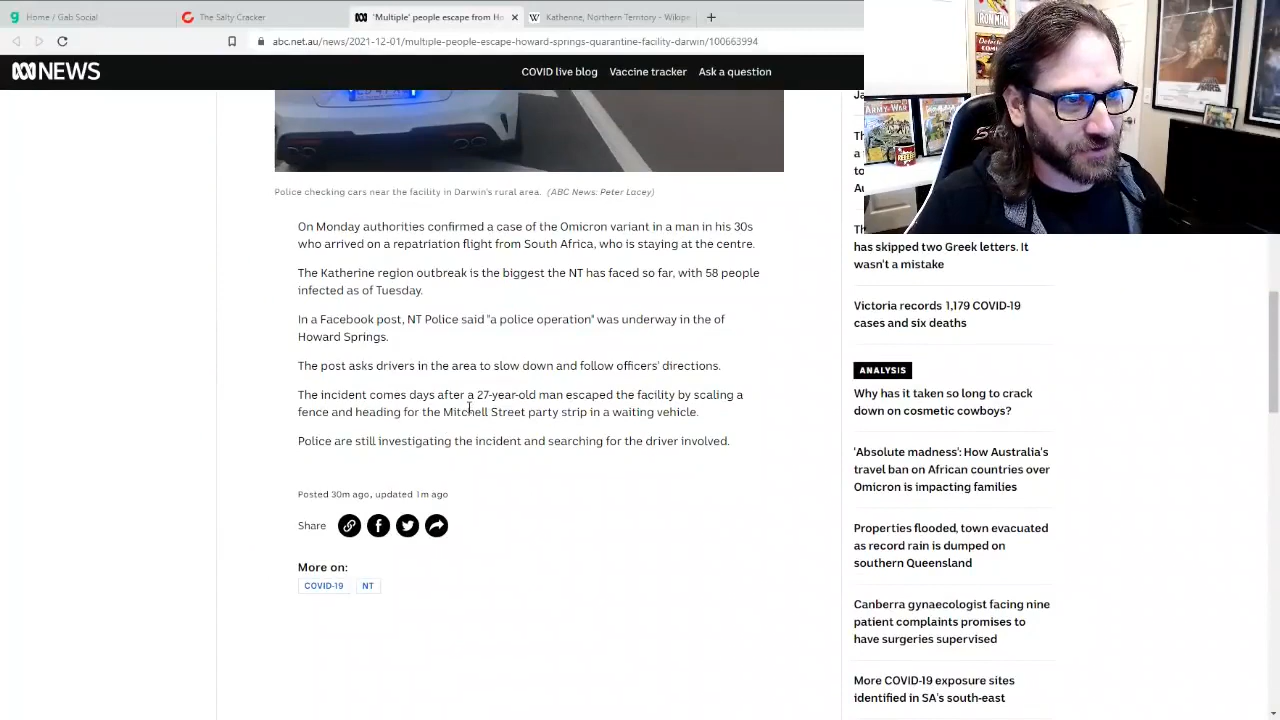 Home / Gab Social
The Salty Cracker
'Multiple' people escape from Ho
Katherine, Northern Territory - Wikipe
abc.net.au/news/2021-12-01/multiple-people-escape-howard-springs-quarantine-facility-darwin/100663994
NEWS
COVID live blog Vaccine tracker Ask a question
Police checking cars near the facility in Darwin's rural area. (ABC News: Peter Lacey)
On Monday authorities confirmed a case of the Omicron variant in a man in his 30s
who arrived on a repatriation flight from South Africa, who is staying at the centre.
The Katherine region outbreak is the biggest the NT has faced so far, with 58 people
infected as of Tuesday.
In a Facebook post, NT Police said "a police operation" was underway in the of
Howard Springs.
The post asks drivers in the area to slow down and follow officers' directions.
The incident comes days after a 27-year-old man escaped the facility by scaling a
fence and heading for the Mitchell Street party strip in a waiting vehicle.
Police are still investigating the incident and searching for the driver involved.
Posted 30m ago, updated 1m ago
Share
More on:
COVID-19 NT
has skipped two Greek letters. It
wasn't a mistake
Victoria records 1,179 COVID-19
cases and six deaths
ANALYSIS
Why has it taken so long to crack
down on cosmetic cowboys?
'Absolute madness': How Australia's
travel ban on African countries over
Omicron is impacting families
Properties flooded, town evacuated
as record rain is dumped on
southern Queensland
Canberra gynaecologist facing nine
patient complaints promises to
have surgeries supervised
More COVID-19 exposure sites
identified in SA's south-east
IRON MAN
ARMY AT WAR